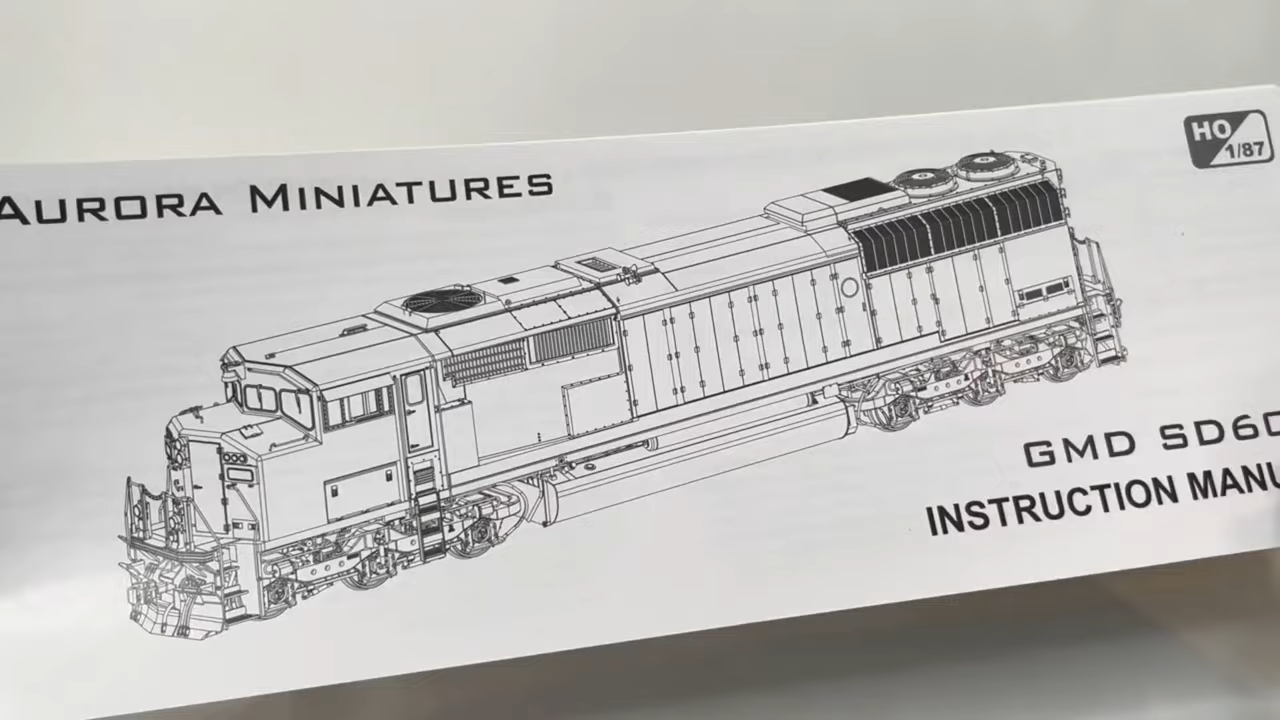 AURORA MINIATURES
HO
1/87
GMD SD60
INSTRUCTION MANU